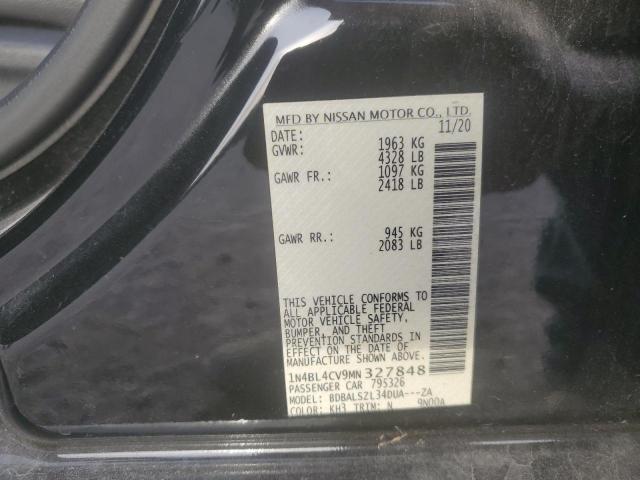 MFD BY NISSAN MOTOR CO., LTD.
DATE: 11/20
GVWR: 1963 KG
4328 LB
GAWR FR.: 1097 KG
2418 LB
GAWR RR.: 945 KG
2083 LB
THIS VEHICLE CONFORMS TO
ALL APPLICABLE FEDERAL
MOTOR VEHICLE SAFETY,
BUMPER, AND THEFT
PREVENTION STANDARDS IN
EFFECT ON THE DATE OF
MANUFACTURE SHOWN ABOVE.
1N4BL4CV9MN327848
PASSENGER CAR 795326
MODEL: BDBALSZL34DUA---ZA
COLOR: KH3 TRIM: N 9N00A